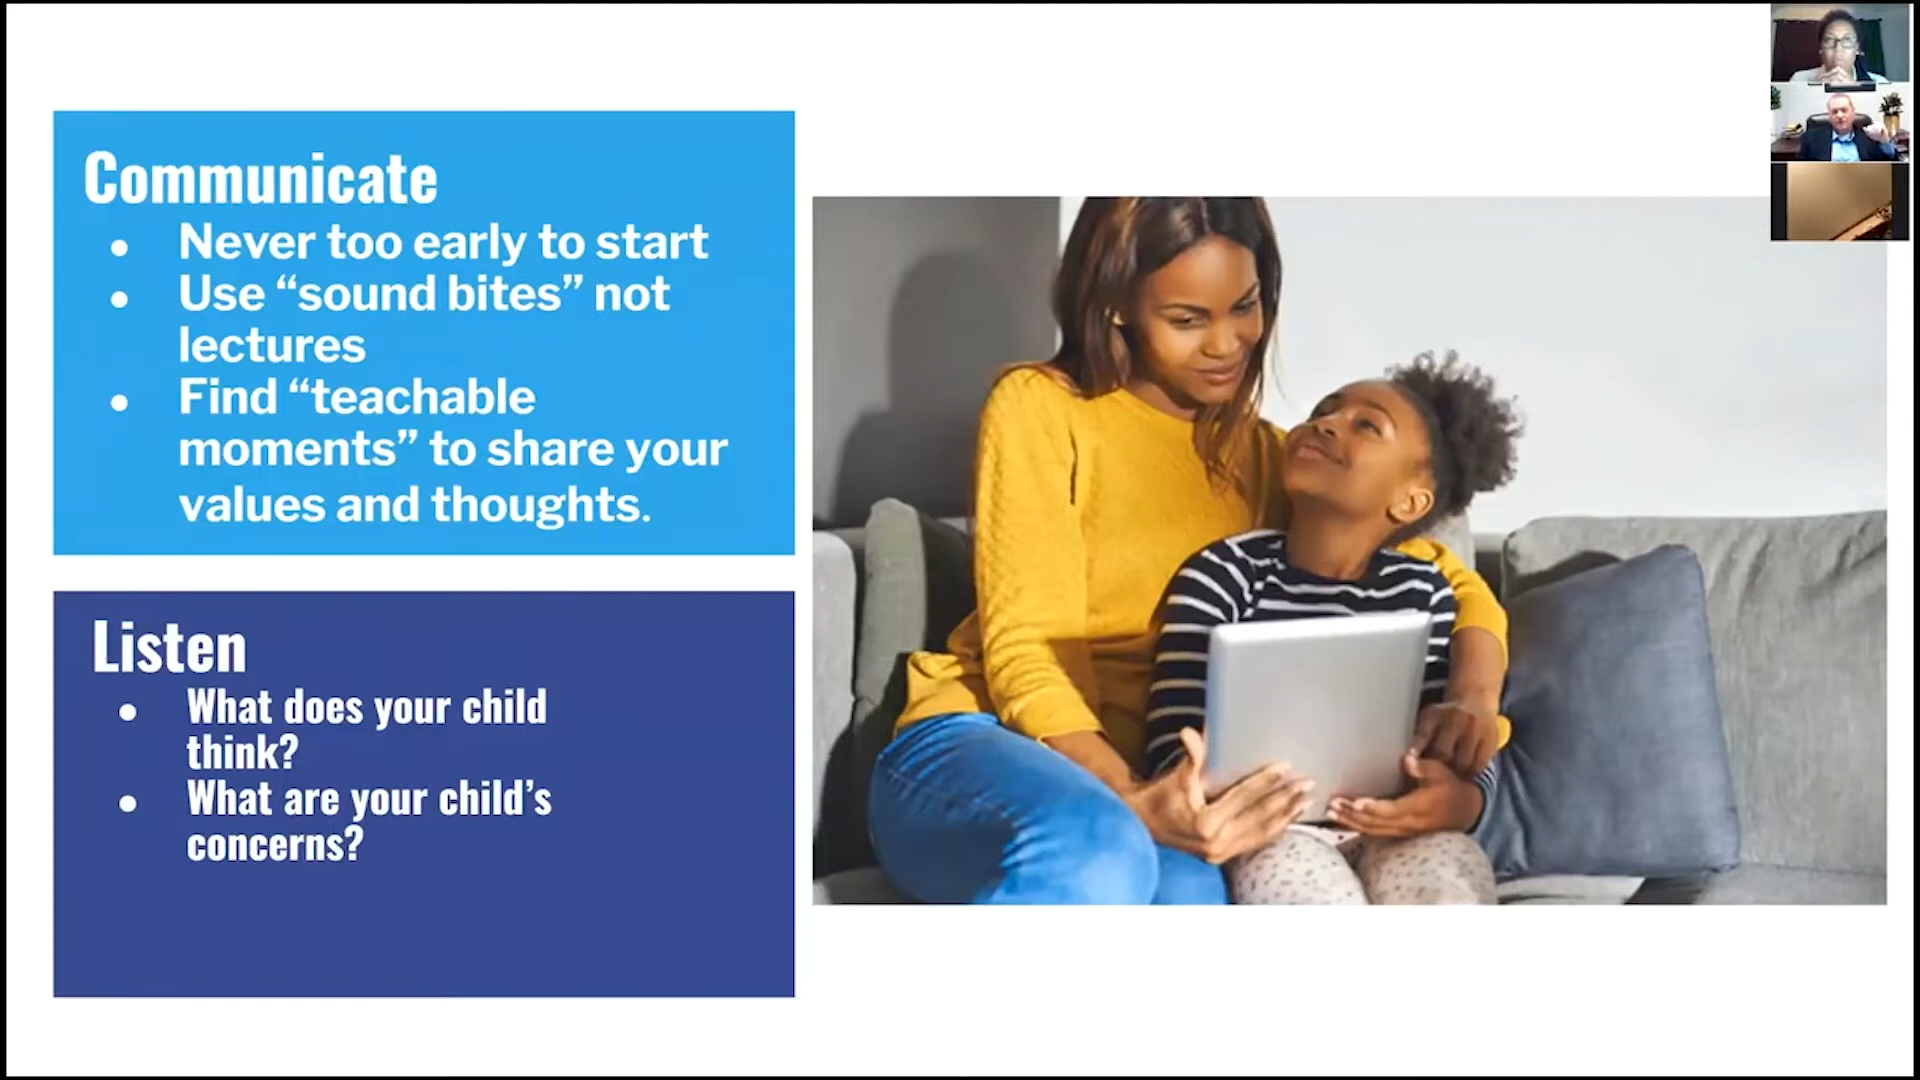 Communicate
● Never too early to start
● Use “sound bites” not
lectures
● Find “teachable
moments” to share your
values and thoughts.
Listen
● What does your child
think?
● What are your child’s
concerns?